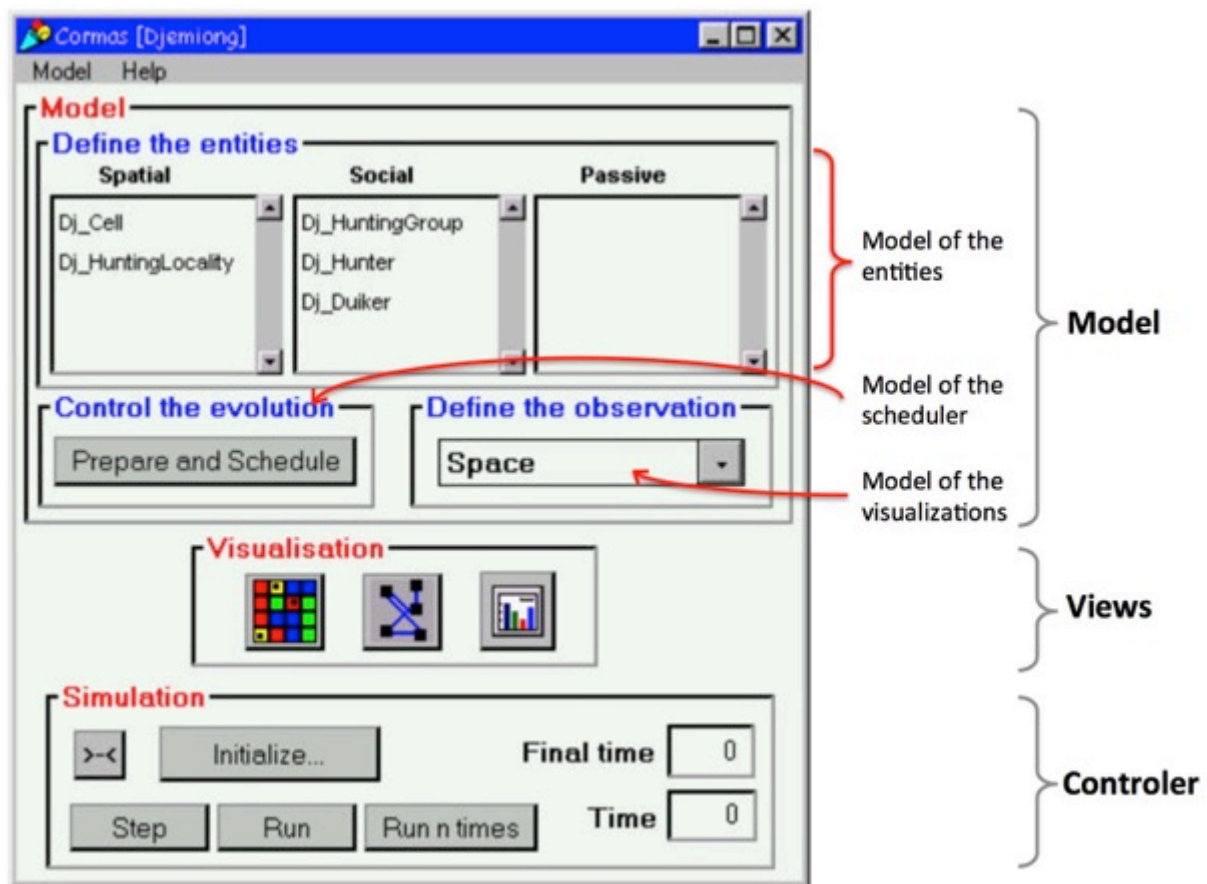 Cormas [Djemiong]
Model Help
Model
Define the entities
Spatial Social Passive
Dj_Cell
Dj_HuntingLocality
Dj_HuntingGroup
Dj_Hunter
Dj_Duiker
Control the evolution
Prepare and Schedule
Define the observation
Space
Visualisation
Simulation
>-<
Initialize...
Final time 0
Step Run Run n times
Time 0
Model of the
entities
Model of the
scheduler
Model of the
visualizations
Model
Views
Controler